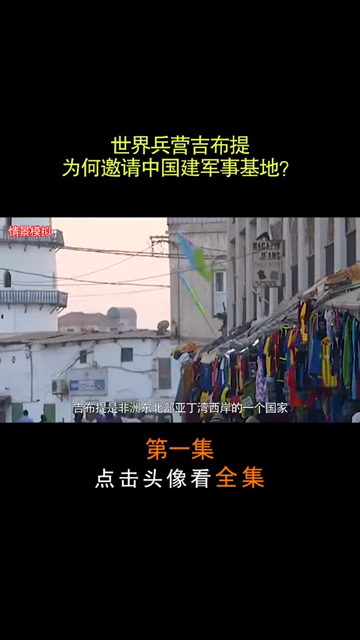 世界兵营吉布提
为何邀请中国建军事基地?
情景模拟
MAGAZIN
JEANS
吉布提是非洲东北部亚丁湾西岸的一个国家
第一集
点击头像看全集